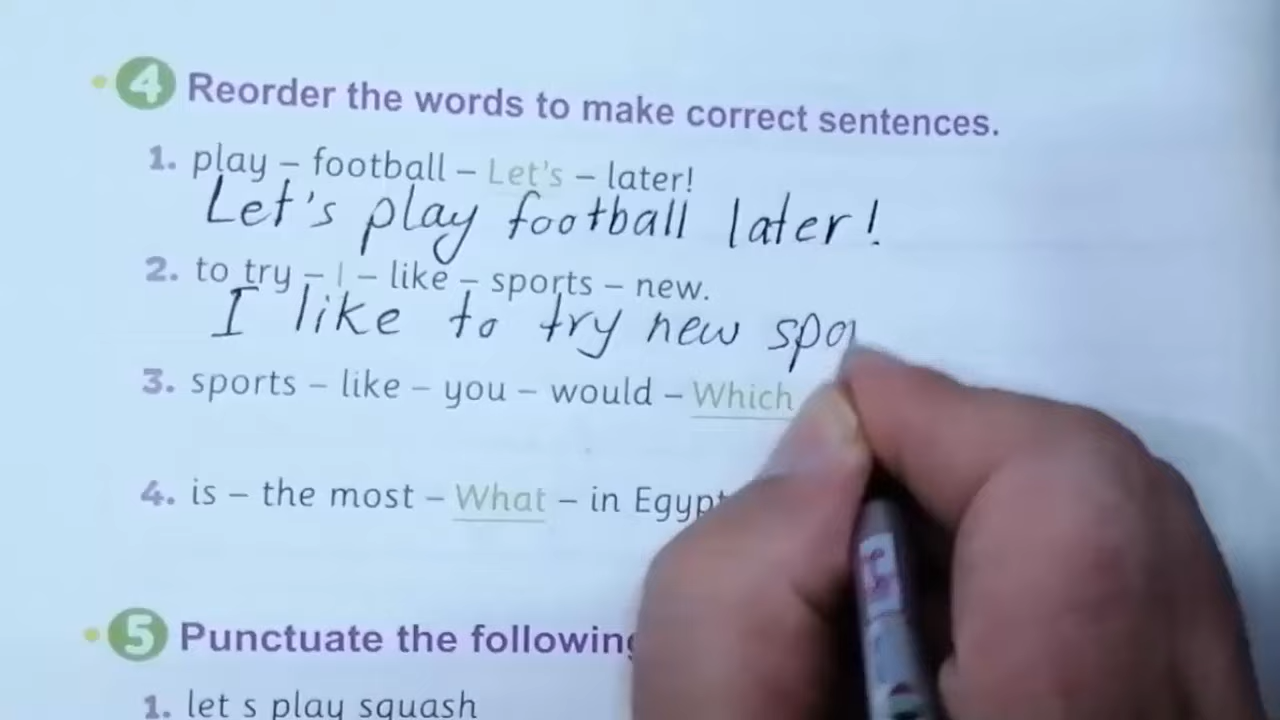 4 Reorder the words to make correct sentences.
1. play – football – Let's – later!
Let's play football later!
2. to try – I – like – sports – new.
I like to try new spo
3. sports – like – you – would – Which
4. is – the most – What – in Egypt
5 Punctuate the following
1. let s play squash